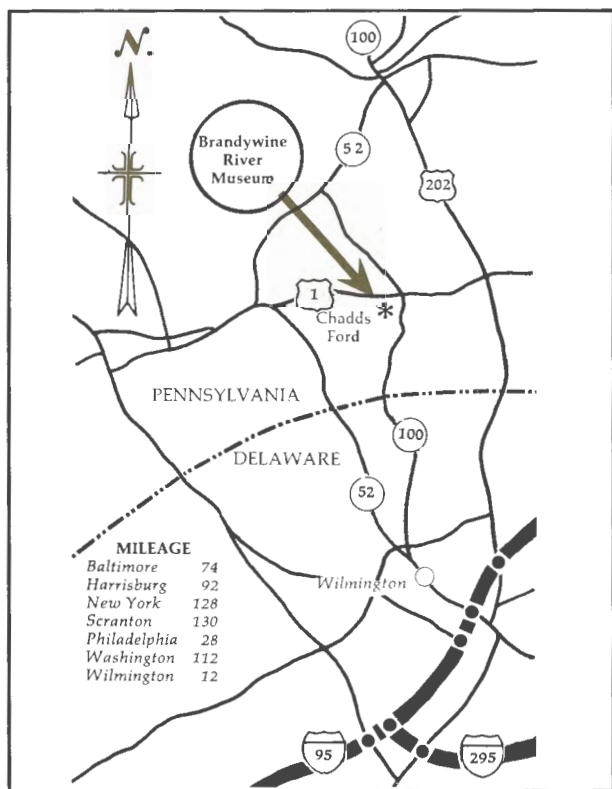 N
100
52
Brandywine
River
Museum
202
1
Chadds
Ford
*
PENNSYLVANIA
100
DELAWARE
52
MILEAGE
Baltimore 74
Harrisburg 92
New York 128
Scranton 130
Philadelphia 28
Washington 112
Wilmington 12
Wilmington
95
295